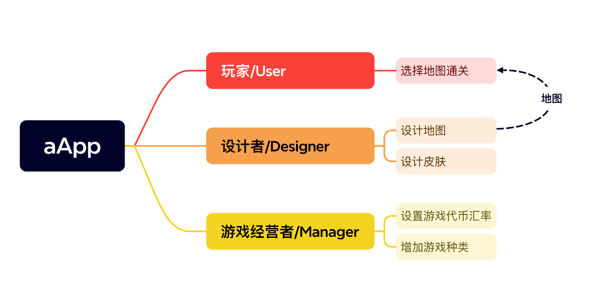 aApp
玩家/User
选择地图通关
地图
设计者/Designer
设计地图
设计皮肤
游戏经营者/Manager
设置游戏代币汇率
增加游戏种类